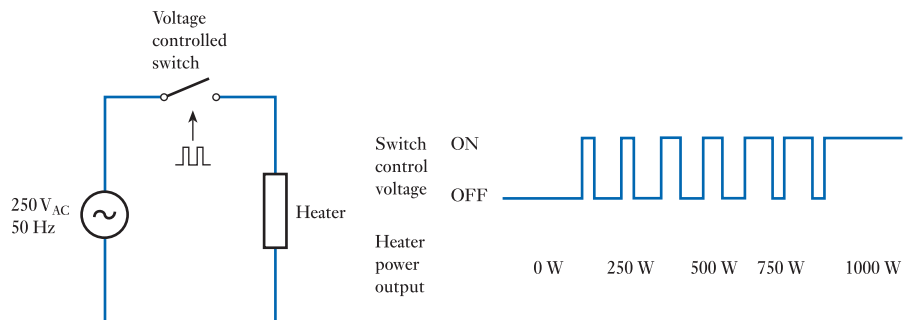 Voltage
controlled
switch
250 VAC
50 Hz
Heater
Switch
control
voltage
ON
OFF
Heater
power
output
0 W 250 W 500 W 750 W 1000 W